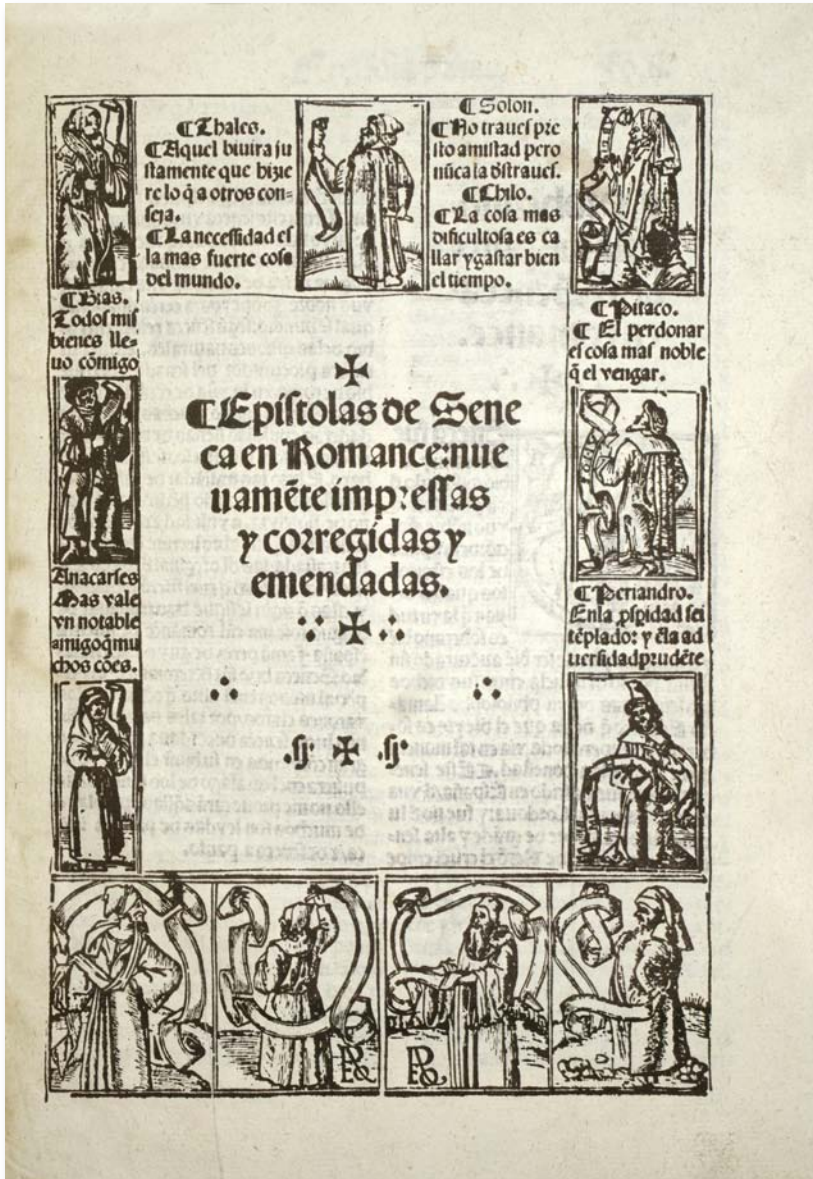 ¶ Thales.
¶ Aquel biuira ju
stamente que hizie
re lo q̃ a otros con=
seja.
¶ La necessidad es
la mas fuerte cosa
del mundo.
¶ Solon.
¶ No traues pre
sto amistad pero
nũca la dstraues.
¶ Chilo.
¶ La cosa mas
dificultosa es ca
llar y gastar bien
el tiempo.
¶ Bias.
Todos mis
bienes lle=
uo cõmigo
¶ Pitaco.
¶ El perdonar
es cosa mas noble
q̃ el vengar.
✠
¶ Epistolas de Sene
ca en Romance: nue
uamẽte impressas
y corregidas y
emendadas.
Anacarses
Mas vale
vn notable
amigo q̃ mu
chos cões.
¶ Periandro.
Enla ꝓspidad sei
tẽplado: y ẽla ad
uersidad prudẽte